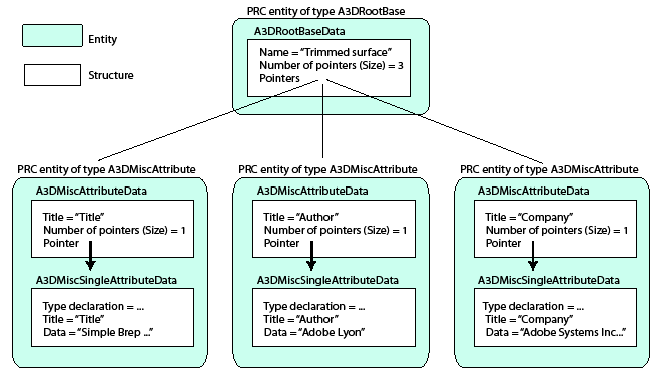 PRC entity of type A3DRootBase
Entity
Structure
A3DRootBaseData
Name = “Trimmed surface”
Number of pointers (Size) = 3
Pointers
PRC entity of type A3DMiscAttribute
A3DMiscAttributeData
Title = “Title”
Number of pointers (Size) = 1
Pointer
A3DMiscSingleAttributeData
Type declaration = ...
Title = “Title”
Data = “Simple Brep ...”
PRC entity of type A3DMiscAttribute
A3DMiscAttributeData
Title = “Author”
Number of pointers (Size) = 1
Pointer
A3DMiscSingleAttributeData
Type declaration = ...
Title = “Author”
Data = “Adobe Lyon”
PRC entity of type A3DMiscAttribute
A3DMiscAttributeData
Title = “Company”
Number of pointers (Size) = 1
Pointer
A3DMiscSingleAttributeData
Type declaration = ...
Title = “Company”
Data = “Adobe Systems Inc...”